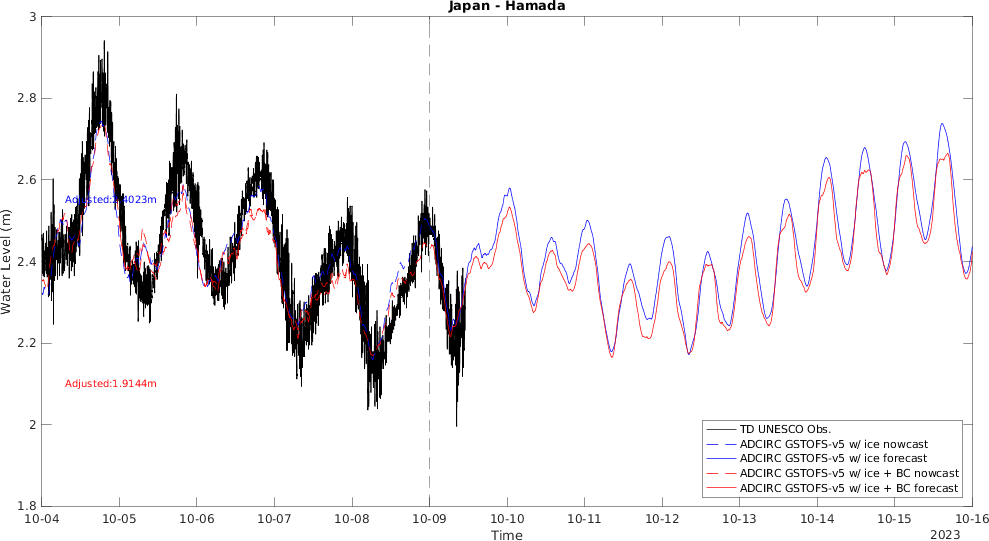 Japan - Hamada
Water Level (m)
3
2.8
2.6
2.4
2.2
2
1.8
Adjusted:2.4023m
Adjusted:1.9144m
TD UNESCO Obs.
ADCIRC GSTOFS-v5 w/ ice nowcast
ADCIRC GSTOFS-v5 w/ ice forecast
ADCIRC GSTOFS-v5 w/ ice + BC nowcast
ADCIRC GSTOFS-v5 w/ ice + BC forecast
10-04 10-05 10-06 10-07 10-08 10-09 10-10 10-11 10-12 10-13 10-14 10-15 10-16
Time
2023